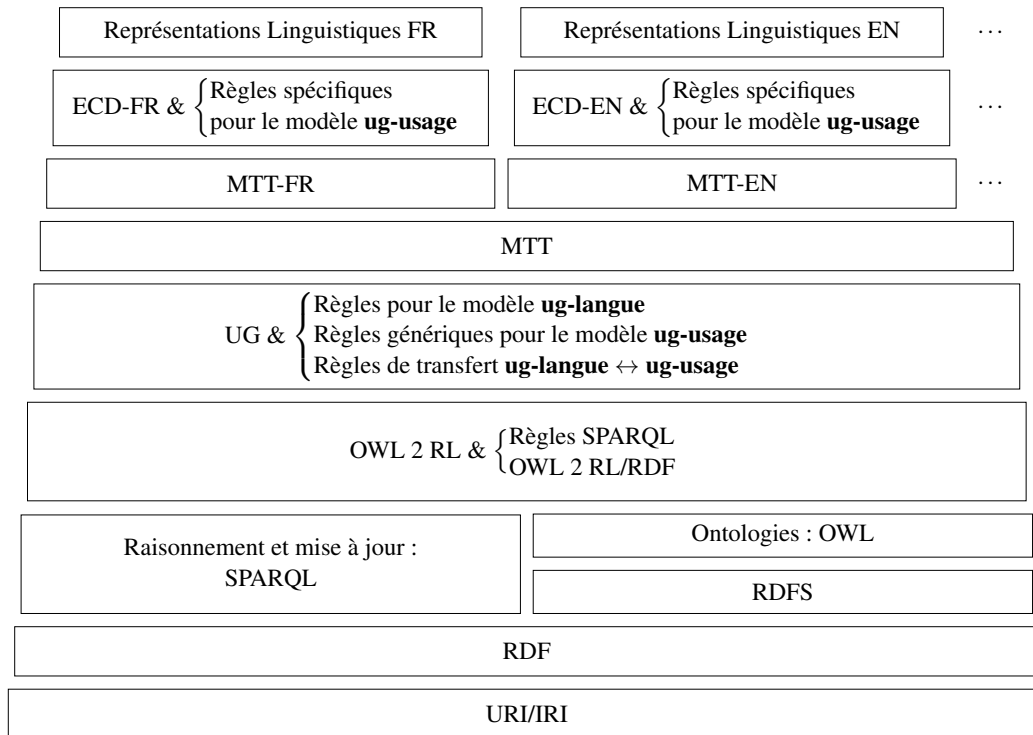 Représentations Linguistiques FR
Représentations Linguistiques EN
···
ECD-FR & { Règles spécifiques
pour le modèle ug-usage
ECD-EN & { Règles spécifiques
pour le modèle ug-usage
···
MTT-FR
MTT-EN
···
MTT
UG & { Règles pour le modèle ug-langue
Règles génériques pour le modèle ug-usage
Règles de transfert ug-langue ↔ ug-usage
OWL 2 RL & { Règles SPARQL
OWL 2 RL/RDF
Raisonnement et mise à jour :
SPARQL
Ontologies : OWL
RDFS
RDF
URI/IRI